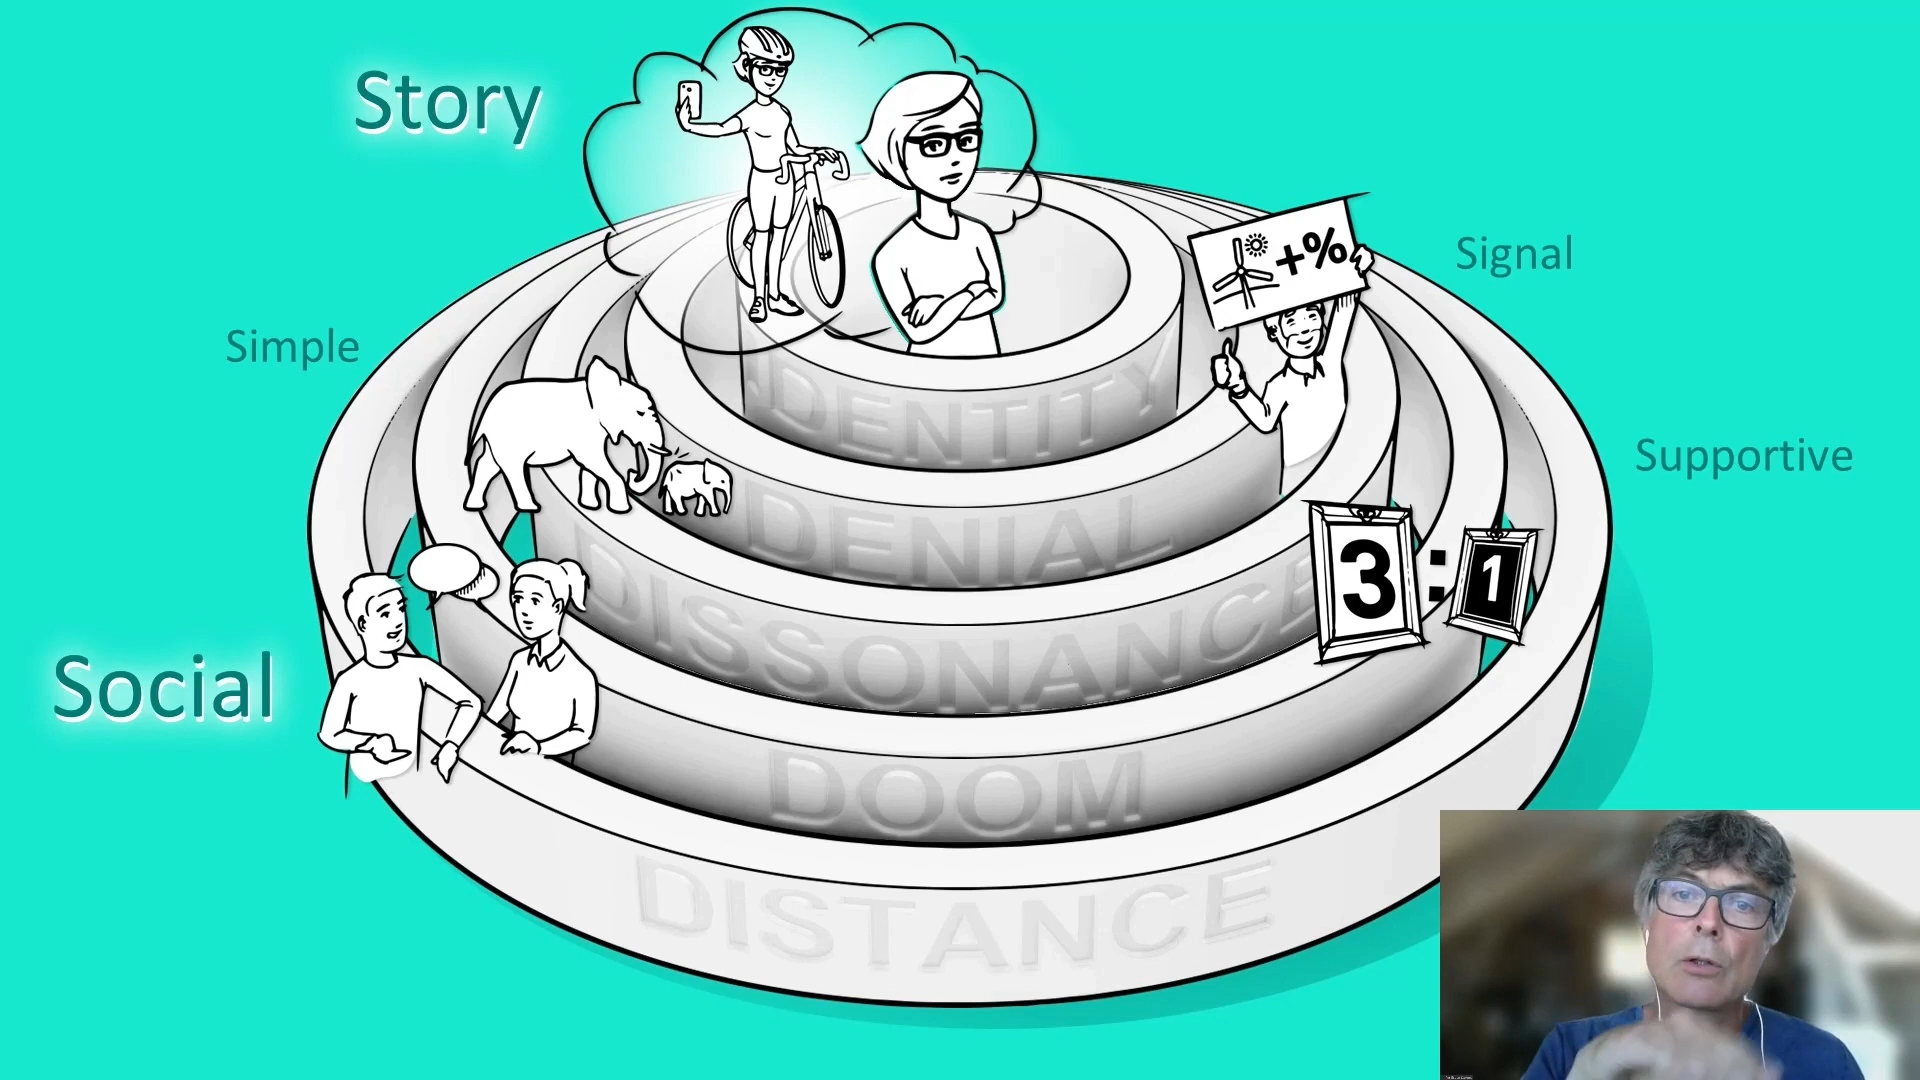 Story
Signal
+%
Simple
IDENTITY
Supportive
DENIAL
3:1
DISSONANCE
Social
DOOM
DISTANCE